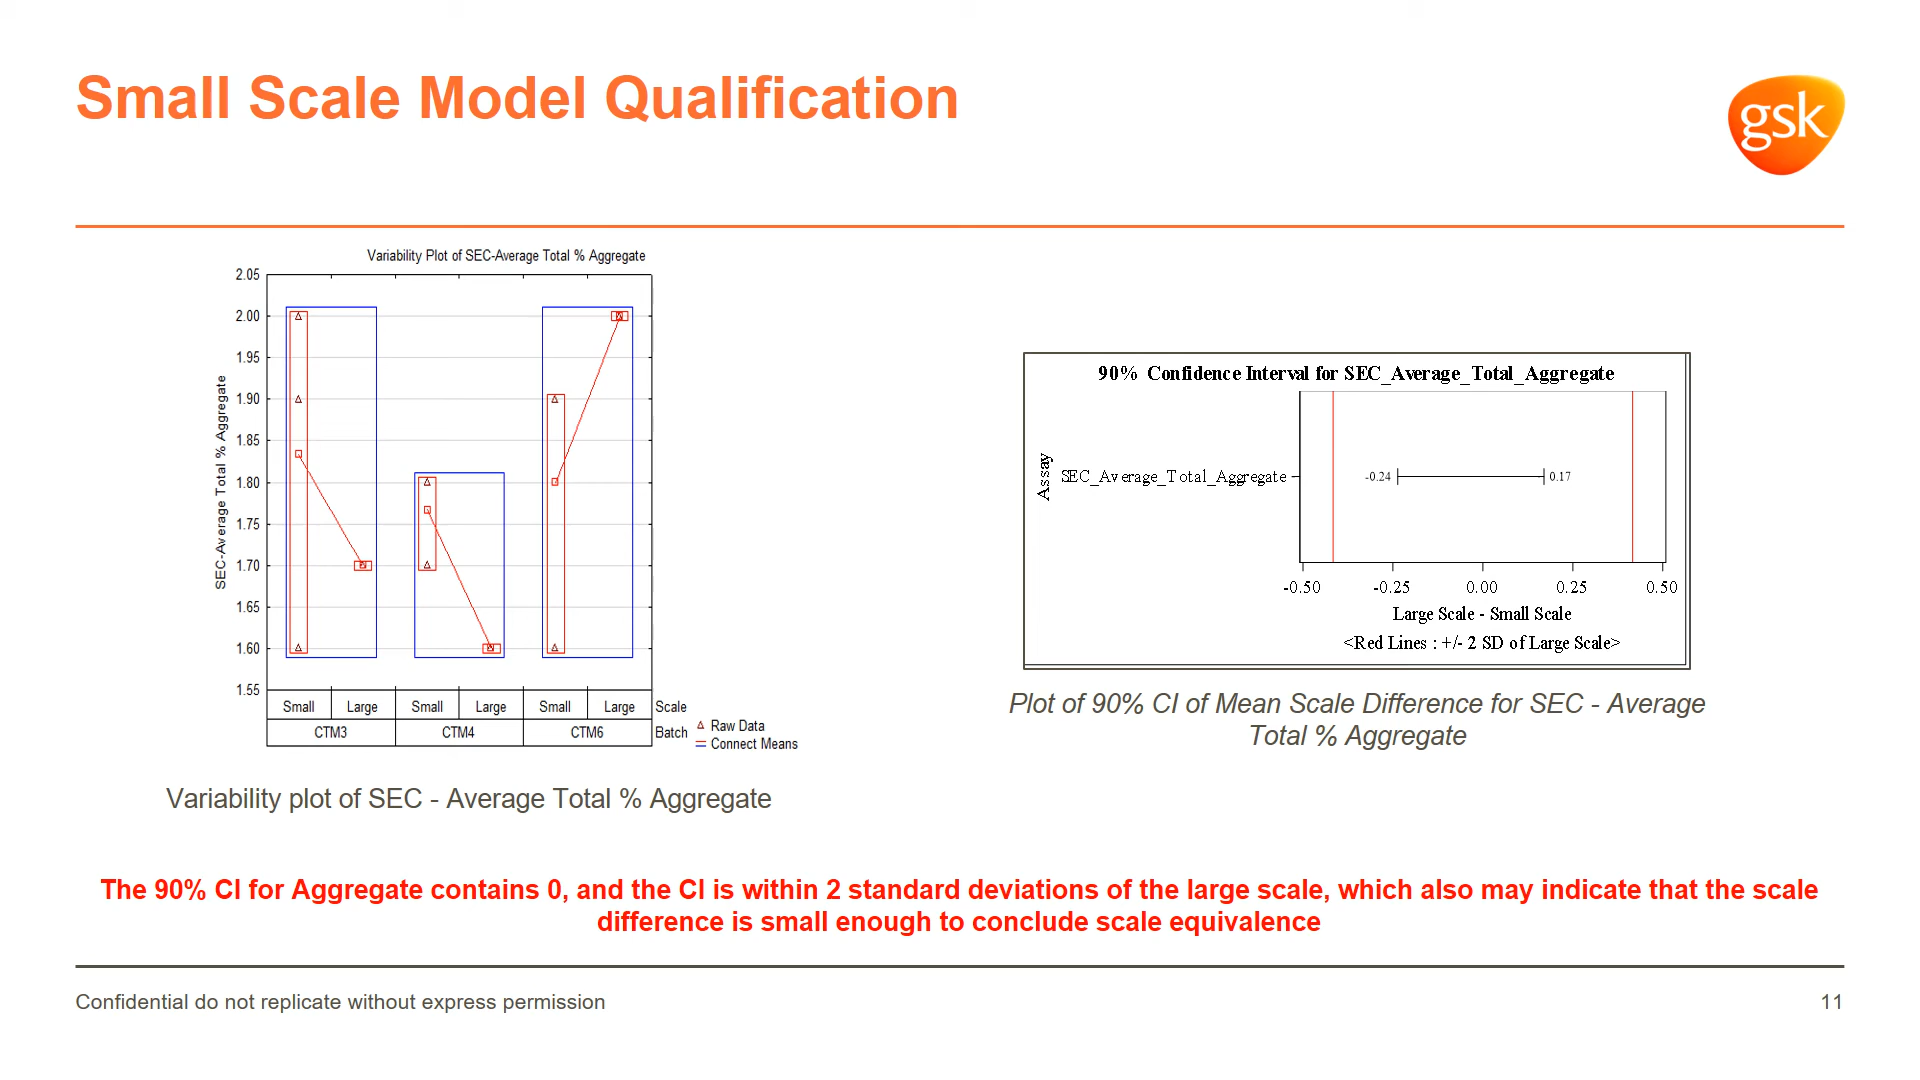 Small Scale Model Qualification
gsk
Variability Plot of SEC-Average Total % Aggregate
SEC-Average Total % Aggregate
2.05
2.00
1.95
1.90
1.85
1.80
1.75
1.70
1.65
1.60
1.55
Small Large Small Large Small Large Scale
CTM3 CTM4 CTM6 Batch
Raw Data
Connect Means
Variability plot of SEC - Average Total % Aggregate
90% Confidence Interval for SEC_Average_Total_Aggregate
Assay
SEC_Average_Total_Aggregate
-0.24 0.17
-0.50 -0.25 0.00 0.25 0.50
Large Scale - Small Scale
<Red Lines : +/- 2 SD of Large Scale>
Plot of 90% CI of Mean Scale Difference for SEC - Average
Total % Aggregate
The 90% CI for Aggregate contains 0, and the CI is within 2 standard deviations of the large scale, which also may indicate that the scale
difference is small enough to conclude scale equivalence
Confidential do not replicate without express permission
11